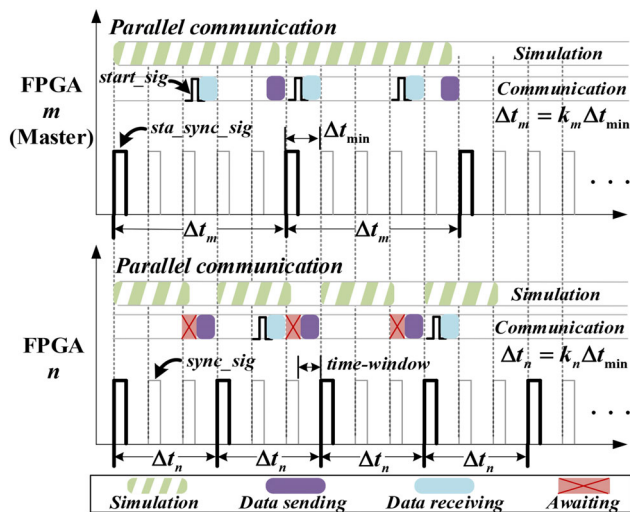 Parallel communication
Simulation
FPGA
m
(Master)
start_sig
Communication
Δt_m = k_m Δt_min
sta_sync_sig
Δt_min
. . .
Δt_m
Δt_m
Parallel communication
Simulation
Communication
FPGA
n
sync_sig
time-window
Δt_n = k_n Δt_min
. . .
Δt_n
Δt_n
Δt_n
Δt_n
Simulation
Data sending
Data receiving
Awaiting